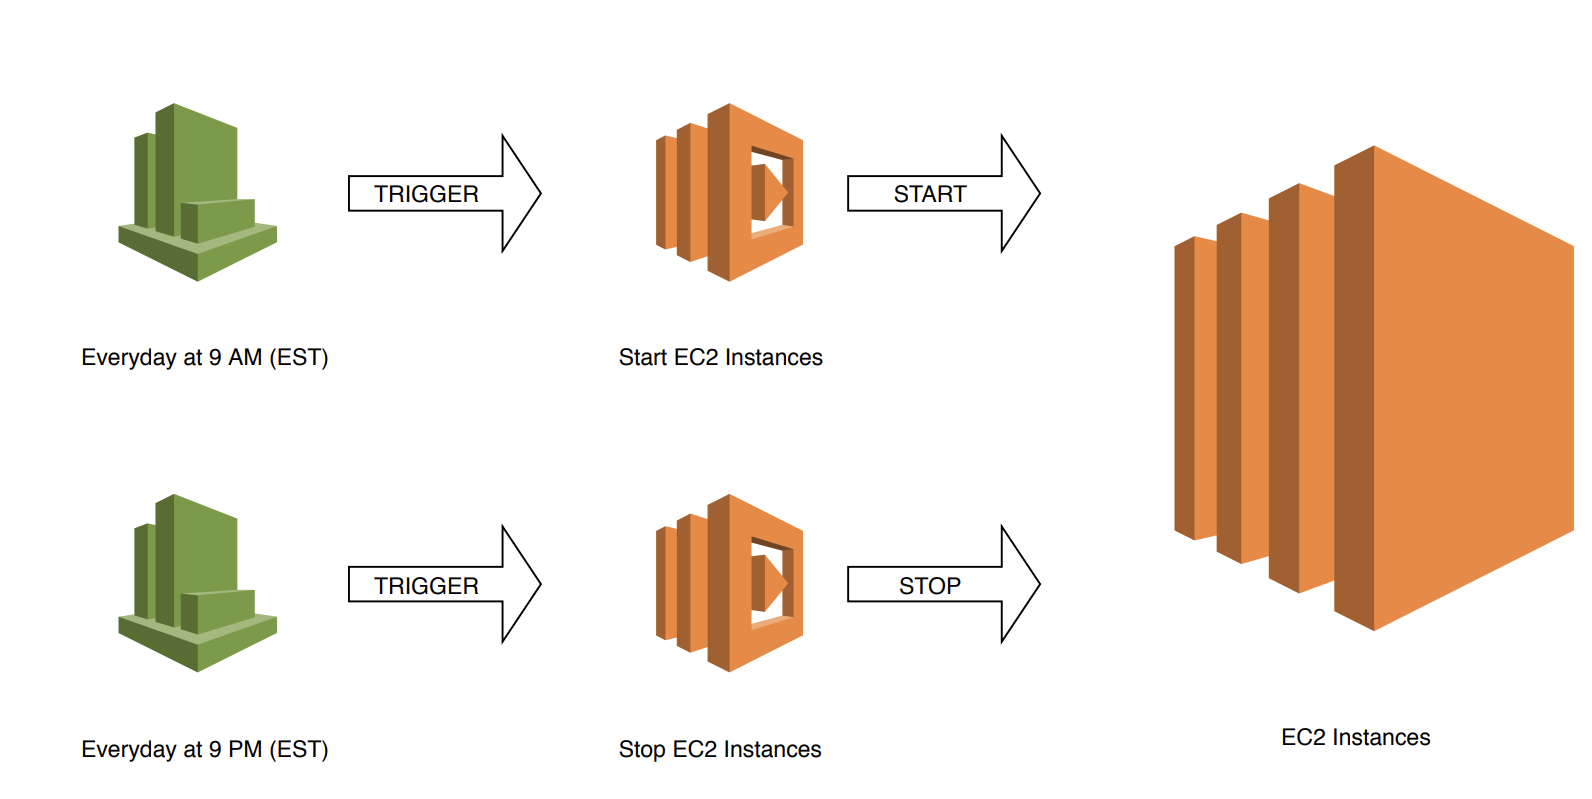 TRIGGER
START
Everyday at 9 AM (EST)
Start EC2 Instances
TRIGGER
STOP
Everyday at 9 PM (EST)
Stop EC2 Instances
EC2 Instances